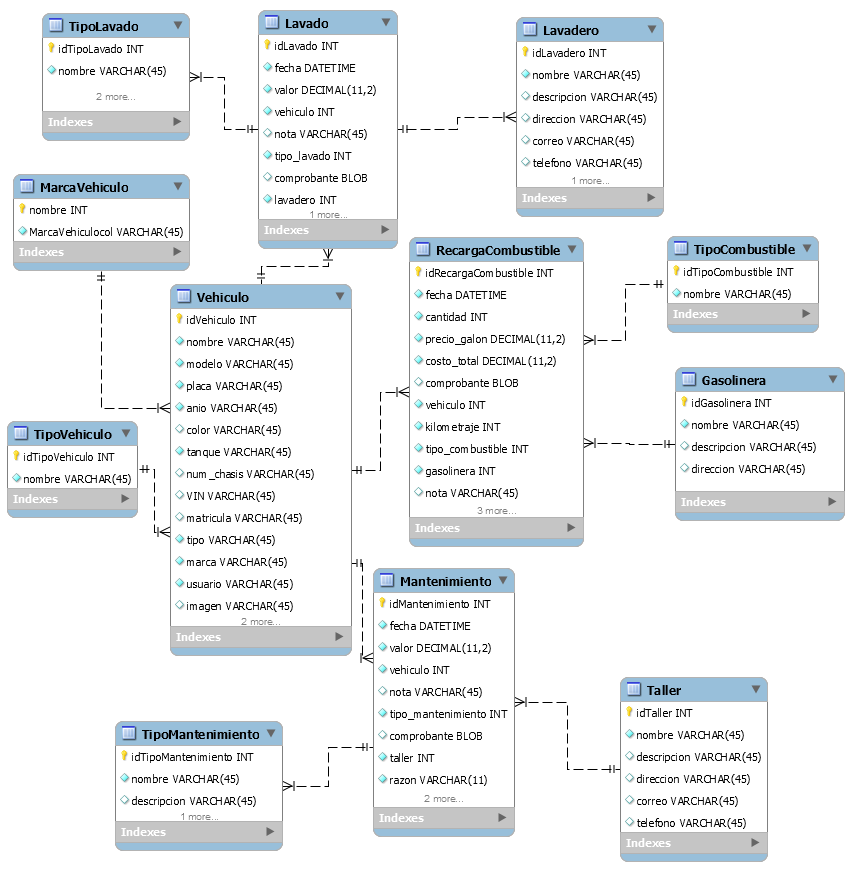 TipoLavado
idTipoLavado INT
nombre VARCHAR(45)
2 more...
Indexes
Lavado
idLavado INT
fecha DATETIME
valor DECIMAL(11,2)
vehiculo INT
nota VARCHAR(45)
tipo_lavado INT
comprobante BLOB
lavadero INT
1 more...
Indexes
Lavadero
idLavadero INT
nombre VARCHAR(45)
descripcion VARCHAR(45)
direccion VARCHAR(45)
correo VARCHAR(45)
telefono VARCHAR(45)
1 more...
Indexes
MarcaVehiculo
nombre INT
MarcaVehiculocol VARCHAR(45)
Indexes
Vehiculo
idVehiculo INT
nombre VARCHAR(45)
modelo VARCHAR(45)
placa VARCHAR(45)
anio VARCHAR(45)
color VARCHAR(45)
tanque VARCHAR(45)
num_chasis VARCHAR(45)
VIN VARCHAR(45)
matricula VARCHAR(45)
tipo VARCHAR(45)
marca VARCHAR(45)
usuario VARCHAR(45)
imagen VARCHAR(45)
2 more...
Indexes
RecargaCombustible
idRecargaCombustible INT
fecha DATETIME
cantidad INT
precio_galon DECIMAL(11,2)
costo_total DECIMAL(11,2)
comprobante BLOB
vehiculo INT
kilometraje INT
tipo_combustible INT
gasolinera INT
nota VARCHAR(45)
3 more...
Indexes
TipoCombustible
idTipoCombustible INT
nombre VARCHAR(45)
Indexes
Gasolinera
idGasolinera INT
nombre VARCHAR(45)
descripcion VARCHAR(45)
direccion VARCHAR(45)
Indexes
TipoVehiculo
idTipoVehiculo INT
nombre VARCHAR(45)
Indexes
Mantenimiento
idMantenimiento INT
fecha DATETIME
valor DECIMAL(11,2)
vehiculo INT
nota VARCHAR(45)
tipo_mantenimiento INT
comprobante BLOB
taller INT
razon VARCHAR(11)
2 more...
Indexes
TipoMantenimiento
idTipoMantenimiento INT
nombre VARCHAR(45)
descripcion VARCHAR(45)
1 more...
Indexes
Taller
idTaller INT
nombre VARCHAR(45)
descripcion VARCHAR(45)
direccion VARCHAR(45)
correo VARCHAR(45)
telefono VARCHAR(45)
Indexes